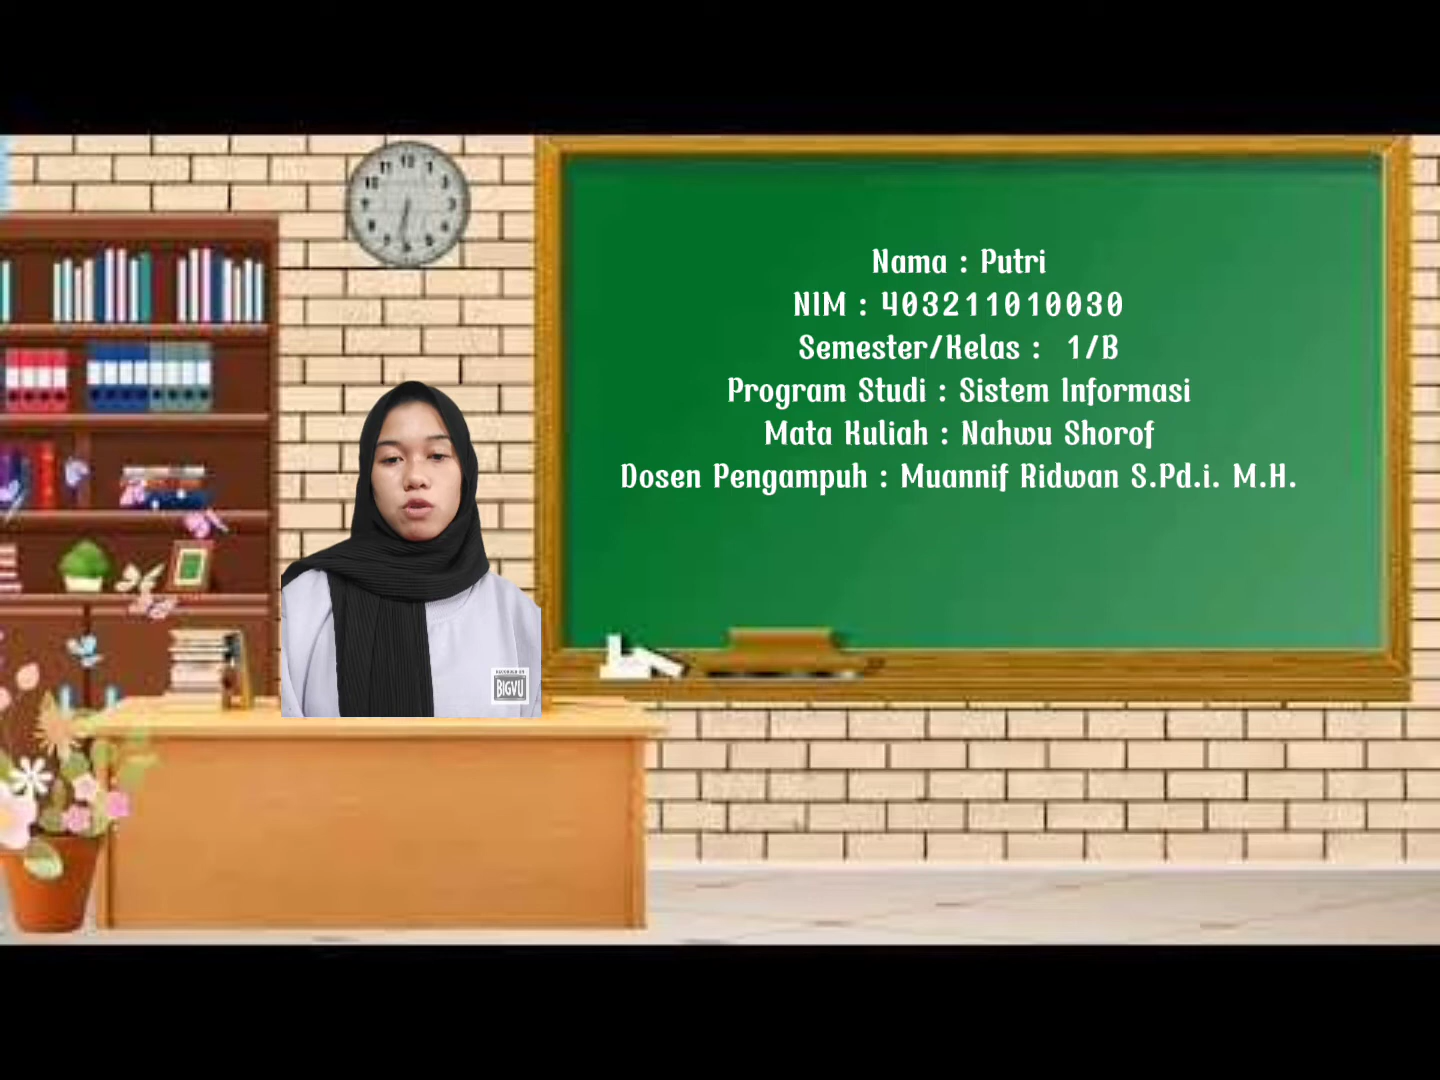 Nama : Putri
NIM : 403211010030
Semester/Kelas : 1/B
Program Studi : Sistem Informasi
Mata Kuliah : Nahwu Shorof
Dosen Pengampuh : Muannif Ridwan S.Pd.i. M.H.
BIGVU